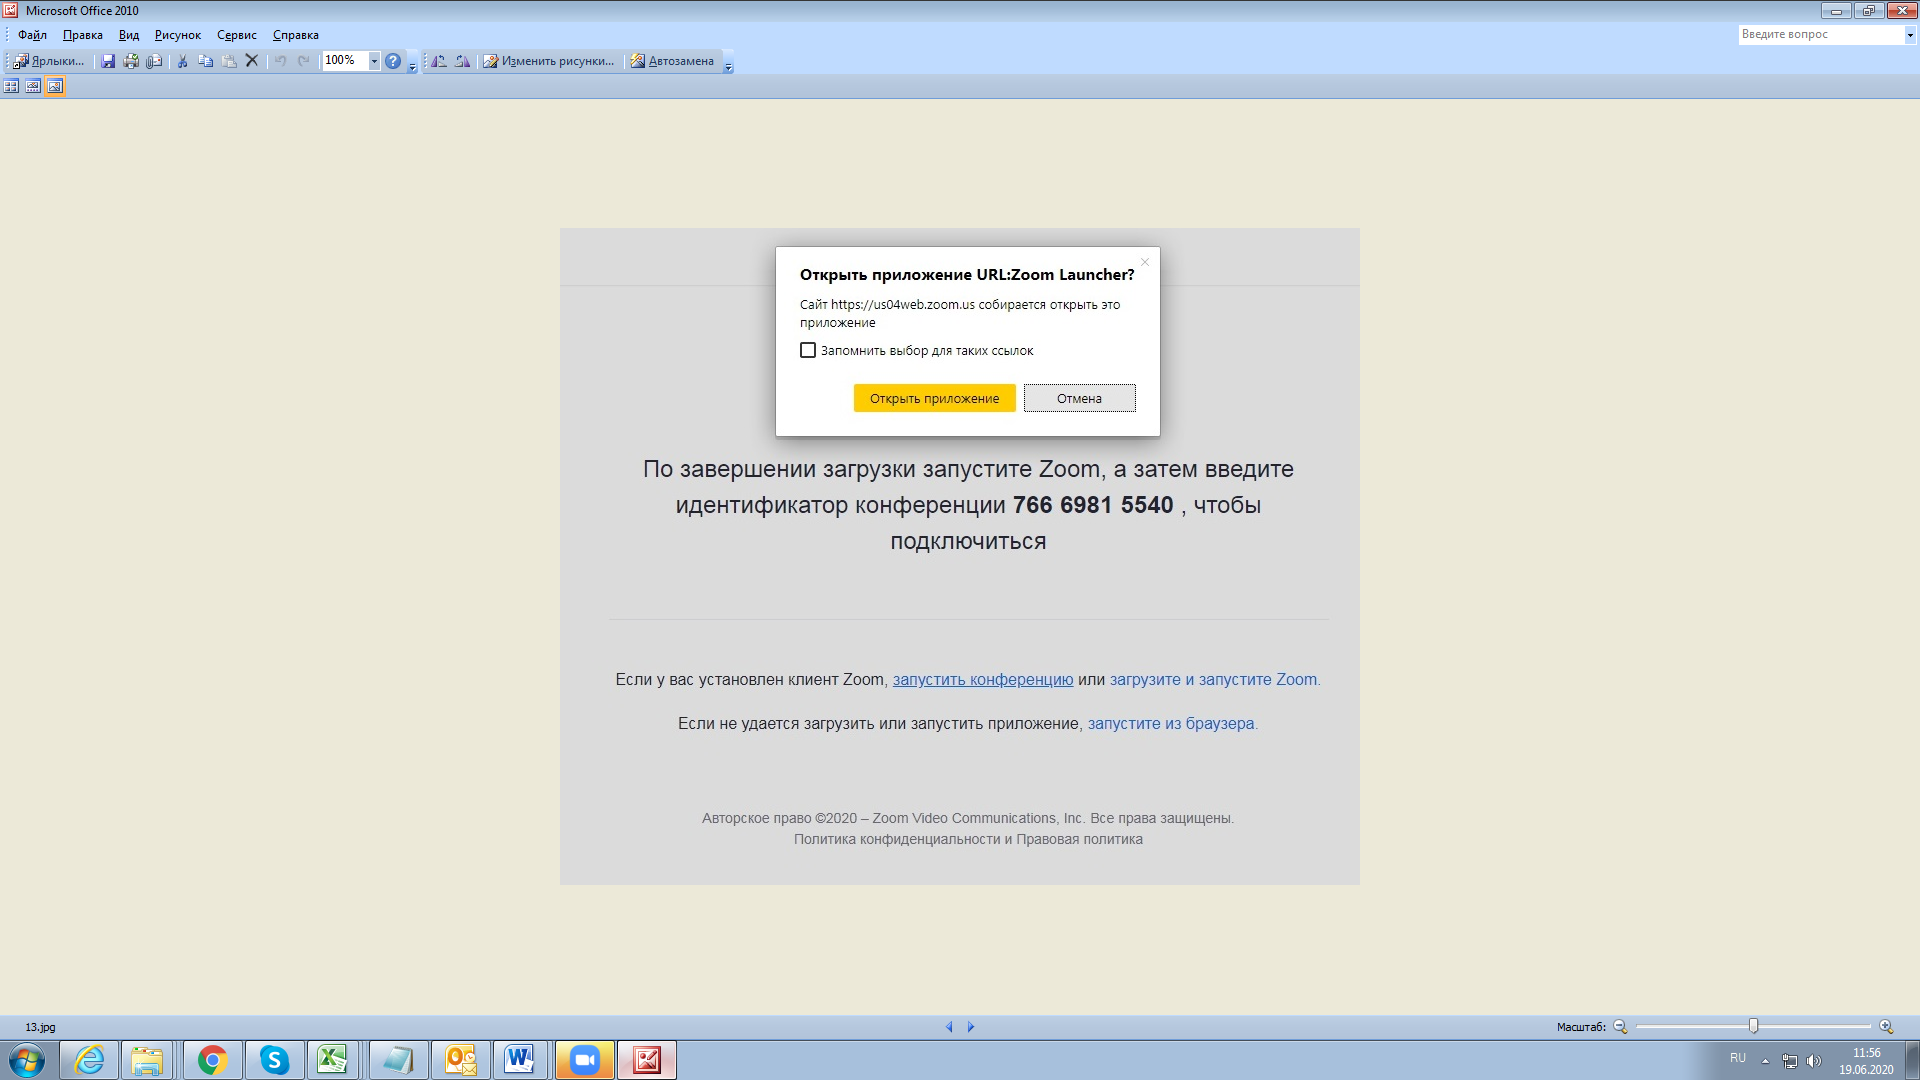 Microsoft Office 2010
Файл Правка Вид Рисунок Сервис Справка
Введите вопрос
Ярлыки... 100% Изменить рисунки... Автозамена
Открыть приложение URL:Zoom Launcher?
Сайт https://us04web.zoom.us собирается открыть это
приложение
Запомнить выбор для таких ссылок
Открыть приложение Отмена
По завершении загрузки запустите Zoom, а затем введите
идентификатор конференции 766 6981 5540 , чтобы
подключиться
Если у вас установлен клиент Zoom, запустить конференцию или загрузите и запустите Zoom.
Если не удается загрузить или запустить приложение, запустите из браузера.
Авторское право ©2020 – Zoom Video Communications, Inc. Все права защищены.
Политика конфиденциальности и Правовая политика
13.jpg
Масштаб:
RU
11:56
19.06.2020